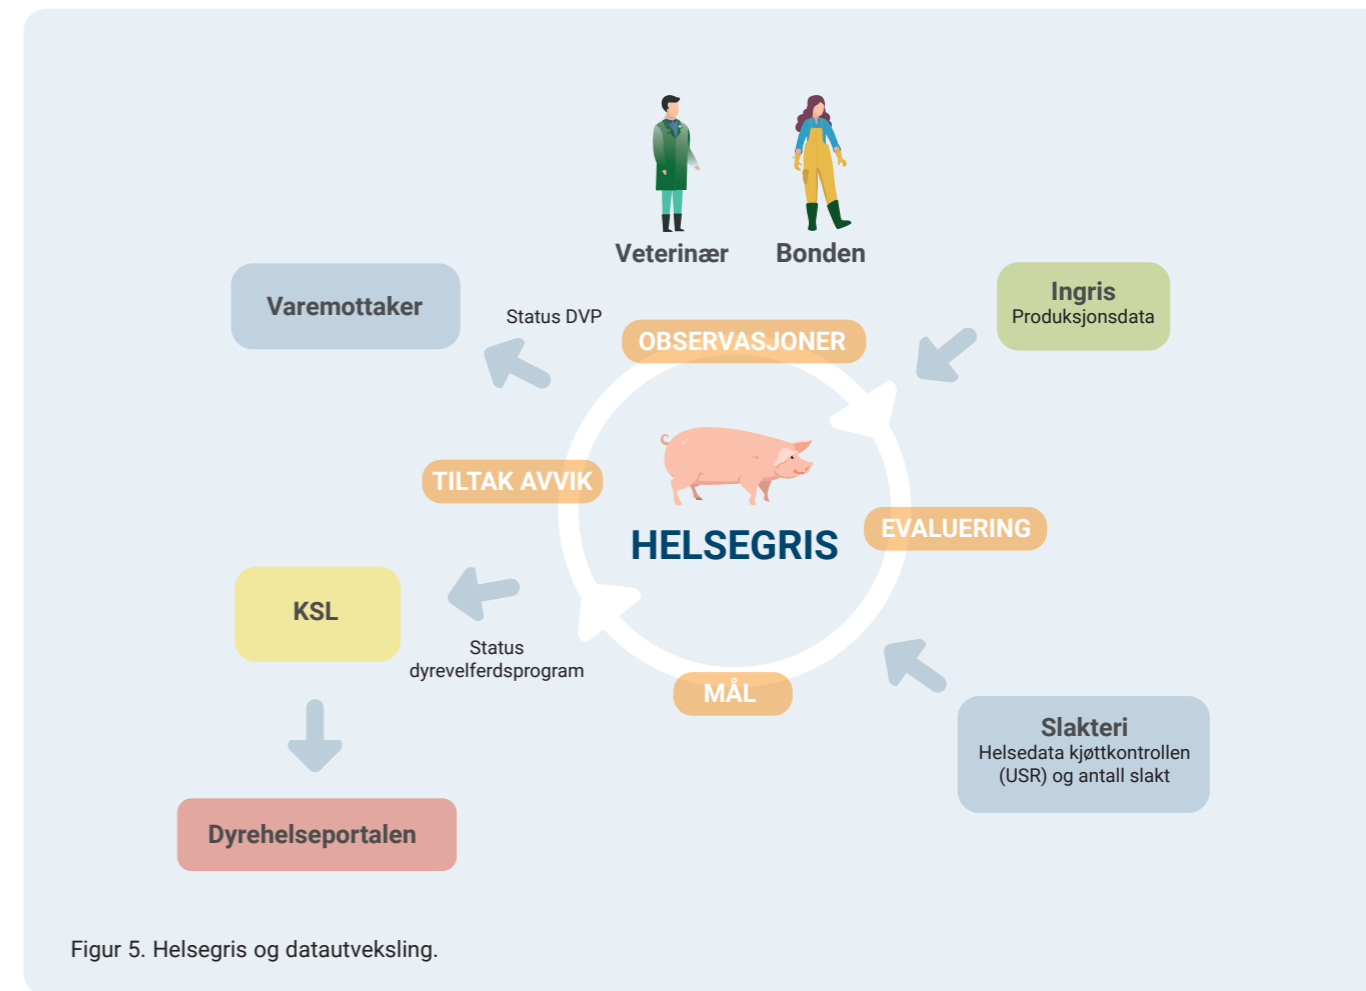 Veterinær
Bonden
Varemottaker
Status DVP
OBSERVASJONER
Ingris
Produksjonsdata
TILTAK AVVIK
HELSEGRIS
EVALUERING
KSL
Status
dyrevelferdsprogram
MÅL
Slakteri
Helsedata kjøttkontrollen
(USR) og antall slakt
Dyrehelseportalen
Figur 5. Helsegris og datautveksling.